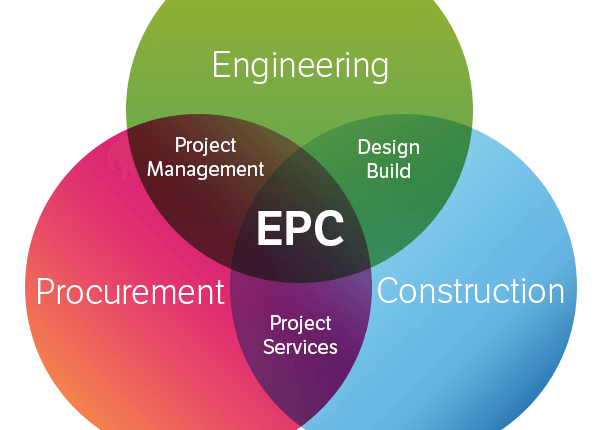 Engineering
Project
Management
Design
Build
EPC
Procurement
Construction
Project
Services